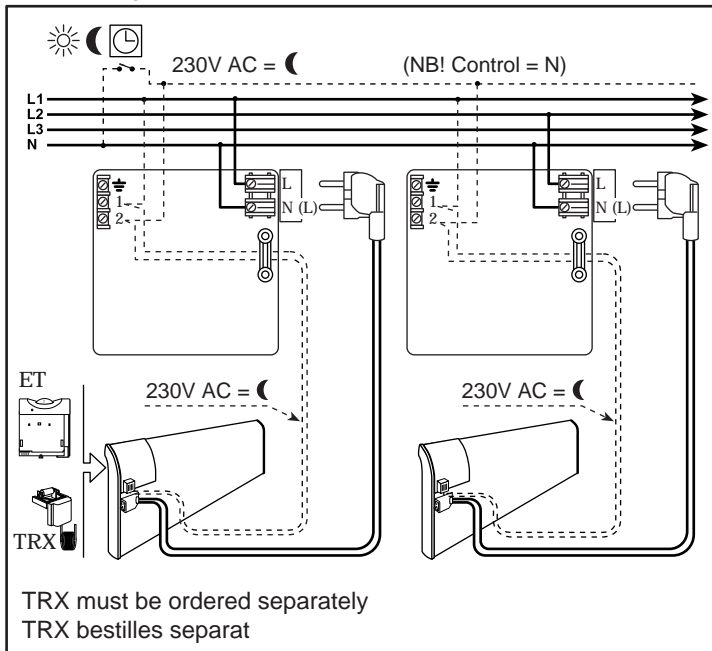 230V AC = (NB! Control = N)
L1
L2
L3
N
L
N (L)
1
2
L
N (L)
1
2
ET
230V AC =
230V AC =
TRX
TRX must be ordered separately
TRX bestilles separat